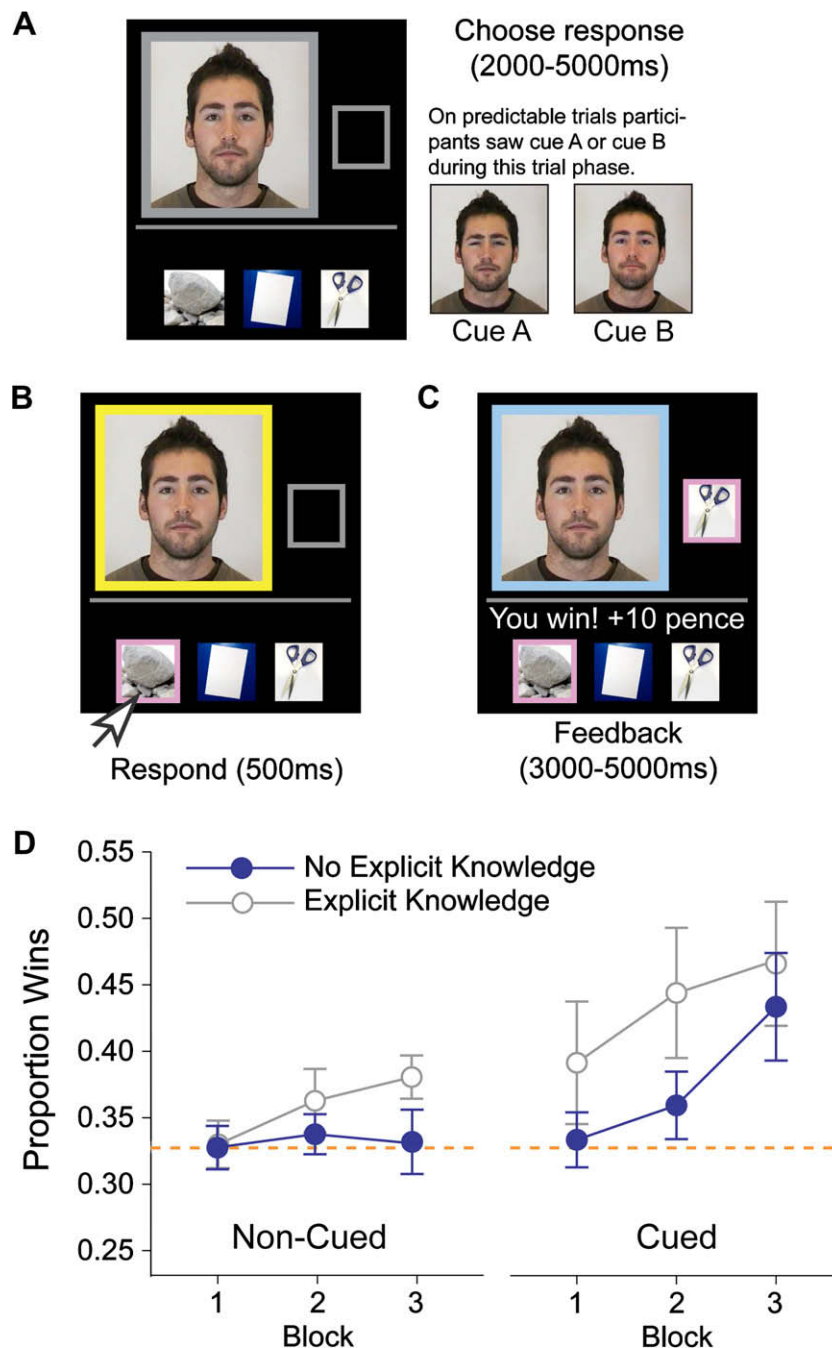 A
Choose response
(2000-5000ms)
On predictable trials partici-
pants saw cue A or cue B
during this trial phase.
Cue A
Cue B
B
Respond (500ms)
C
You win! +10 pence
Feedback
(3000-5000ms)
D
No Explicit Knowledge
Explicit Knowledge
Proportion Wins
0.55
0.50
0.45
0.40
0.35
0.30
0.25
Non-Cued
Cued
1 2 3
Block
1 2 3
Block